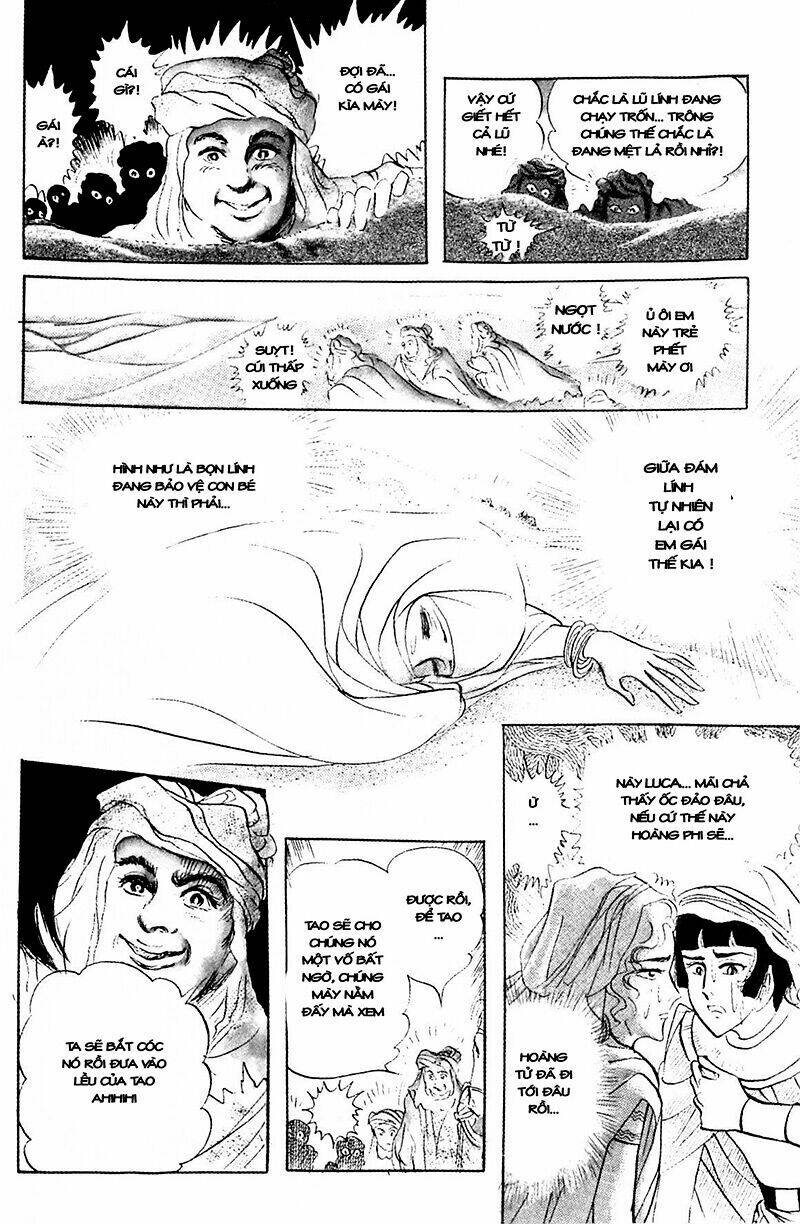 CHẮC LÀ LŨ LÍNH ĐANG
CHẠY TRỐN... TRÔNG
CHÚNG THẾ CHẮC LÀ
ĐANG MỆT LẢ RỒI NHỈ?!
VẬY CỨ
GIẾT HẾT
CẢ LŨ
NHÉ!
TỪ
TỪ !
ĐỢI ĐÃ...
CÓ GÁI
KÌA MÀY!
CÁI
GÌ?!
GÁI
À?!
Ủ ÔI EM
NÀY TRẺ
PHẾT
MÀY ƠI
NGỌT
NƯỚC !
SUỴT!
CÚI THẤP
XUỐNG
GIỮA ĐÁM
LÍNH
TỰ NHIÊN
LẠI CÓ
EM GÁI
THẾ KIA !
HÌNH NHƯ LÀ BỌN LÍNH
ĐANG BẢO VỆ CON BÉ
NÀY THÌ PHẢI...
NÀY LUCA... MÃI CHẢ
THẤY ỐC ĐẢO ĐÂU,
NẾU CỨ THẾ NÀY
HOÀNG PHI SẼ...
Ừ
...
HOÀNG
TỬ ĐÃ ĐI
TỚI ĐÂU
RỒI...
ĐƯỢC RỒI,
ĐỂ TAO
...
TAO SẼ CHO
CHÚNG NÓ
MỘT VỐ BẤT
NGỜ, CHÚNG
MÀY NẰM
ĐẤY MÀ XEM
TA SẼ BẮT CÓC
NÓ RỒI ĐƯA VÀO
LỀU CỦA TAO
AHIHIHI